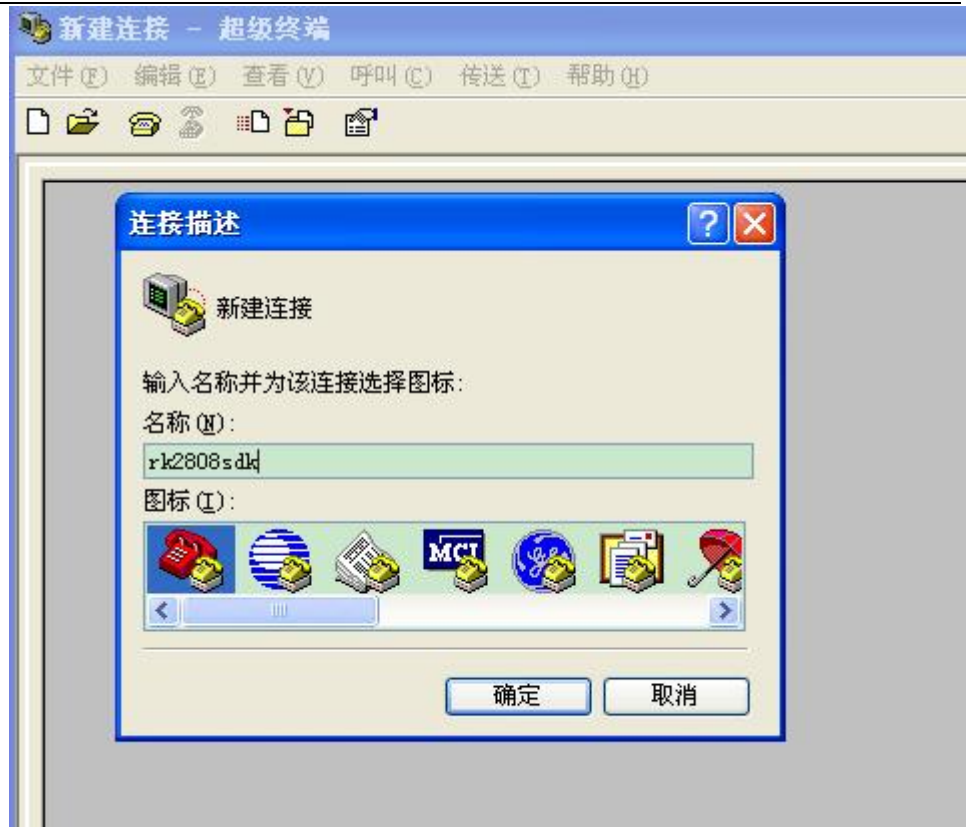 新建连接 - 超级终端
文件(F) 编辑(E) 查看(V) 呼叫(C) 传送(T) 帮助(H)
连接描述
新建连接
输入名称并为该连接选择图标:
名称(N):
rk2808sdk
图标(I):
MCI
确定 取消